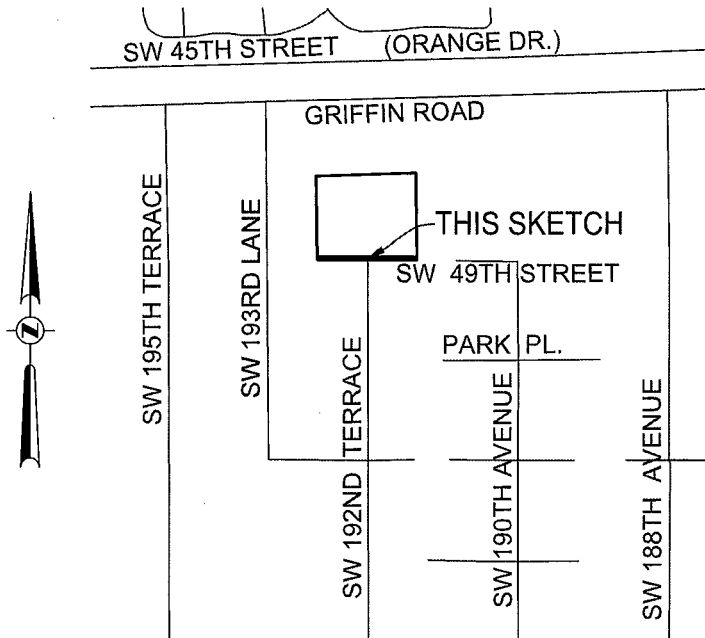 SW 45TH STREET (ORANGE DR.)
GRIFFIN ROAD
SW 195TH TERRACE
SW 193RD LANE
THIS SKETCH
SW 49TH STREET
N
PARK PL.
SW 192ND TERRACE
SW 190TH AVENUE
SW 188TH AVENUE